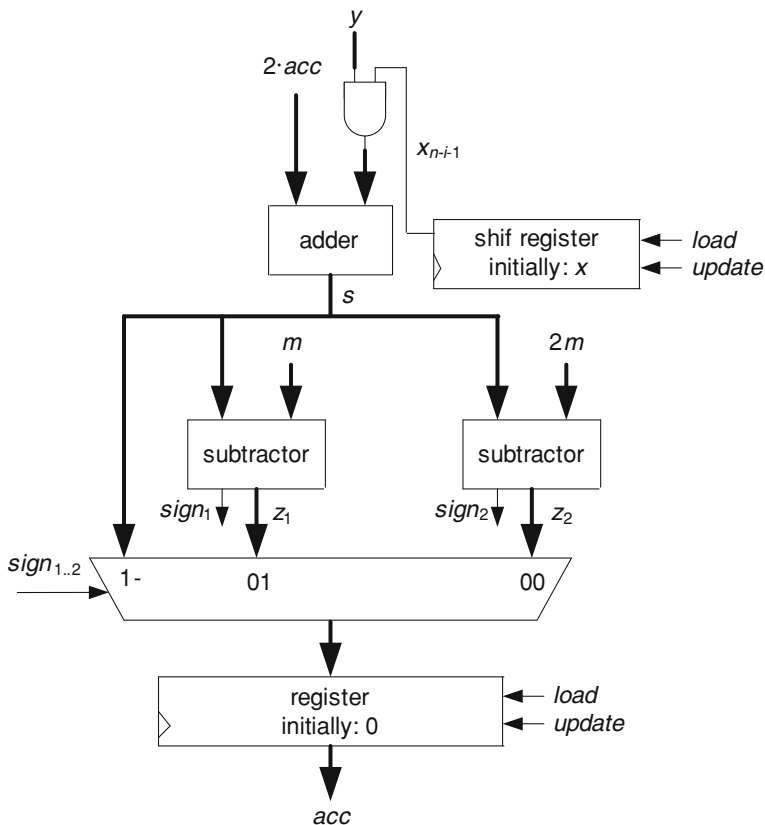 y
2·acc
x_{n-i-1}
adder
shif register
initially: x
load
update
s
m
2m
subtractor
subtractor
sign_1
z_1
sign_2
z_2
sign_{1..2}
1-
01
00
register
initially: 0
load
update
acc